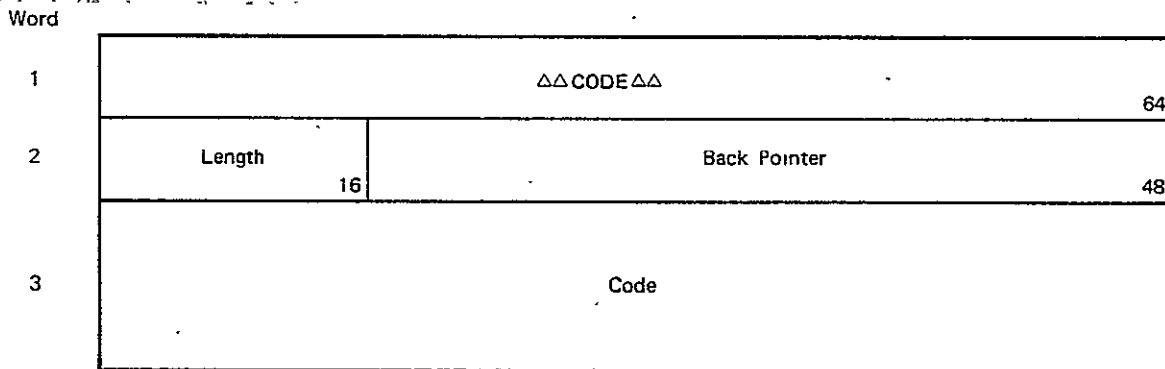 Word
1 ΔΔCODEΔΔ 64
2 Length 16 Back Pointer 48
3 Code